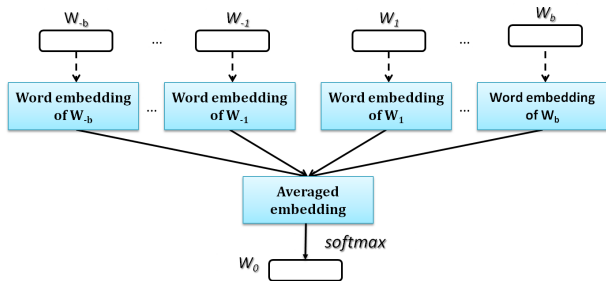 W-b ... W-1 W1 ... Wb
Word embedding of W-b ... Word embedding of W-1 Word embedding of W1 ... Word embedding of Wb
Averaged
embedding
softmax
W0